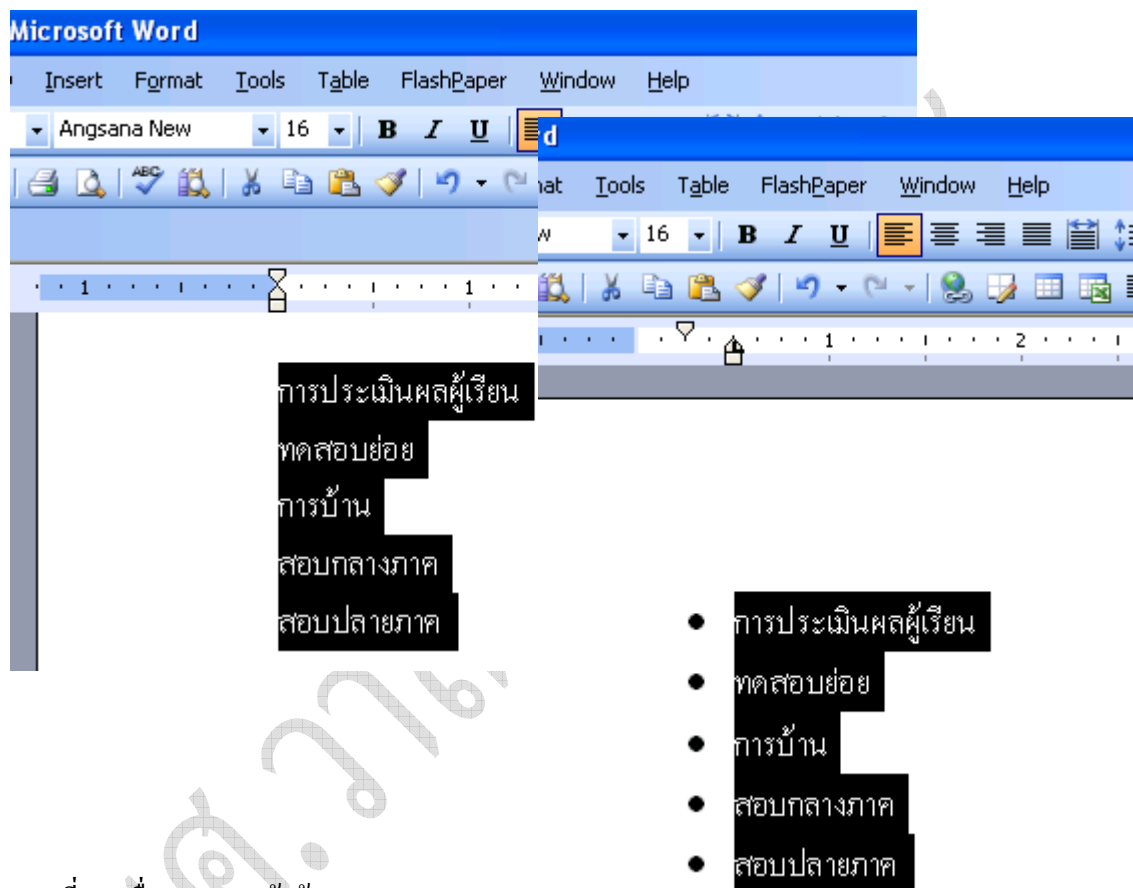 Microsoft Word
Insert Format Tools Table FlashPaper Window Help
Angsana New 16 B I U
ABC
1 1
การประเมินผลผู้เรียน
ทดสอบย่อย
การบ้าน
สอบกลางภาค
สอบปลายภาค
Tools Table FlashPaper Window Help
16 B I U
1 2
• การประเมินผลผู้เรียน
• ทดสอบย่อย
• การบ้าน
• สอบกลางภาค
• สอบปลายภาค